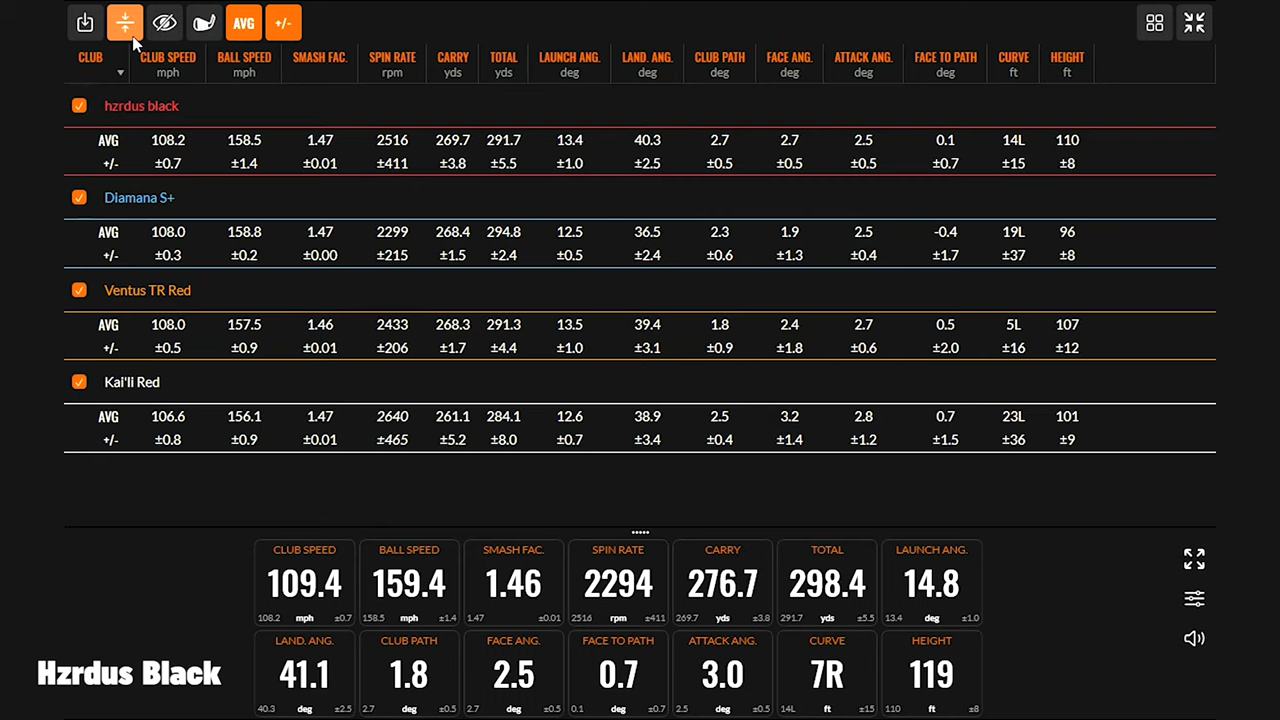 AVG +/-
CLUB CLUB SPEED BALL SPEED SMASH FAC. SPIN RATE CARRY TOTAL LAUNCH ANG. LAND. ANG. CLUB PATH FACE ANG. ATTACK ANG. FACE TO PATH CURVE HEIGHT
mph mph rpm yds yds deg deg deg deg deg deg ft ft
hzrdus black
AVG 108.2 158.5 1.47 2516 269.7 291.7 13.4 40.3 2.7 2.7 2.5 0.1 14L 110
+/- ±0.7 ±1.4 ±0.01 ±411 ±3.8 ±5.5 ±1.0 ±2.5 ±0.5 ±0.5 ±0.5 ±0.7 ±15 ±8
Diamana S+
AVG 108.0 158.8 1.47 2299 268.4 294.8 12.5 36.5 2.3 1.9 2.5 -0.4 19L 96
+/- ±0.3 ±0.2 ±0.00 ±215 ±1.5 ±2.4 ±0.5 ±2.4 ±0.6 ±1.3 ±0.4 ±1.7 ±37 ±8
Ventus TR Red
AVG 108.0 157.5 1.46 2433 268.3 291.3 13.5 39.4 1.8 2.4 2.7 0.5 5L 107
+/- ±0.5 ±0.9 ±0.01 ±206 ±1.7 ±4.4 ±1.0 ±3.1 ±0.9 ±1.8 ±0.6 ±2.0 ±16 ±12
Kai'li Red
AVG 106.6 156.1 1.47 2640 261.1 284.1 12.6 38.9 2.5 3.2 2.8 0.7 23L 101
+/- ±0.8 ±0.9 ±0.01 ±465 ±5.2 ±8.0 ±0.7 ±3.4 ±0.4 ±1.4 ±1.2 ±1.5 ±36 ±9
CLUB SPEED BALL SPEED SMASH FAC. SPIN RATE CARRY TOTAL LAUNCH ANG.
109.4 159.4 1.46 2294 276.7 298.4 14.8
108.2 mph ±0.7 158.5 mph ±1.4 1.47 ±0.01 2516 rpm ±411 269.7 yds ±3.8 291.7 yds ±5.5 13.4 deg ±1.0
LAND. ANG. CLUB PATH FACE ANG. FACE TO PATH ATTACK ANG. CURVE HEIGHT
Hzrdus Black
41.1 1.8 2.5 0.7 3.0 7R 119
40.3 deg ±2.5 2.7 deg ±0.5 2.7 deg ±0.5 0.1 deg ±0.7 2.5 deg ±0.5 14L ft ±15 110 ft ±8